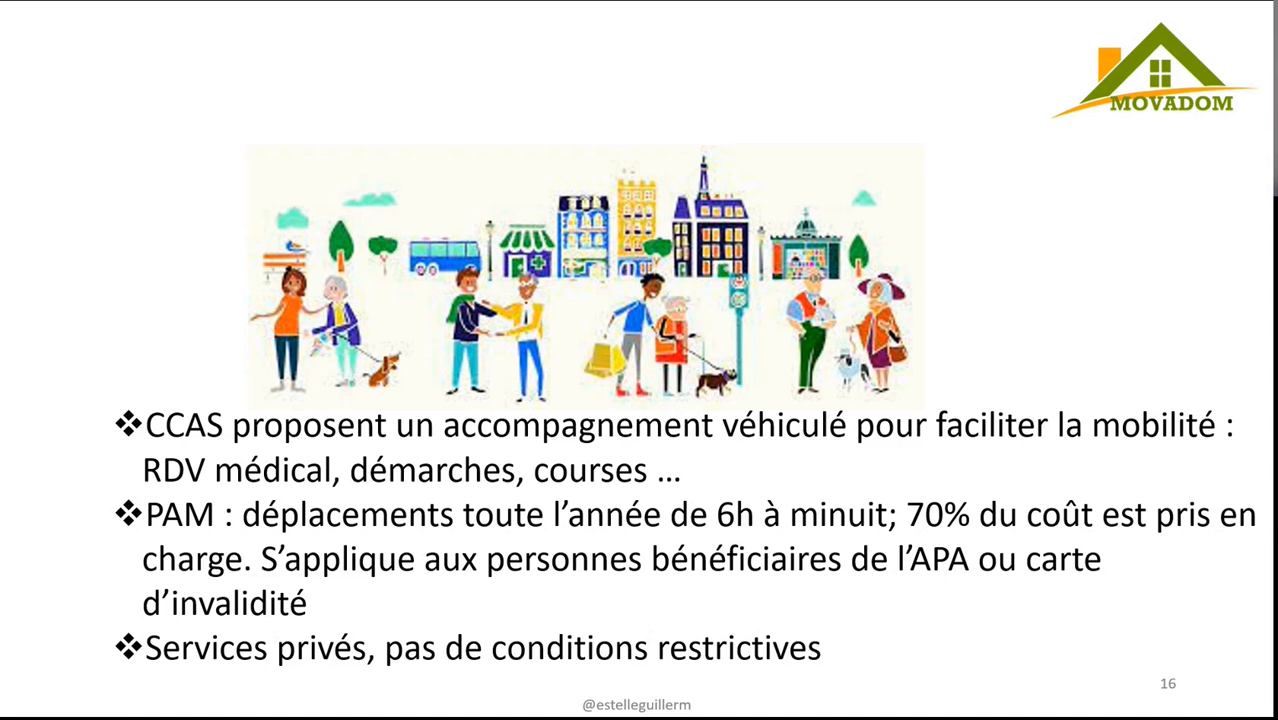 MOVADOM
❖CCAS proposent un accompagnement véhiculé pour faciliter la mobilité :
RDV médical, démarches, courses ...
❖PAM : déplacements toute l’année de 6h à minuit; 70% du coût est pris en
charge. S’applique aux personnes bénéficiaires de l’APA ou carte
d’invalidité
❖Services privés, pas de conditions restrictives
16
@estelleguillerm